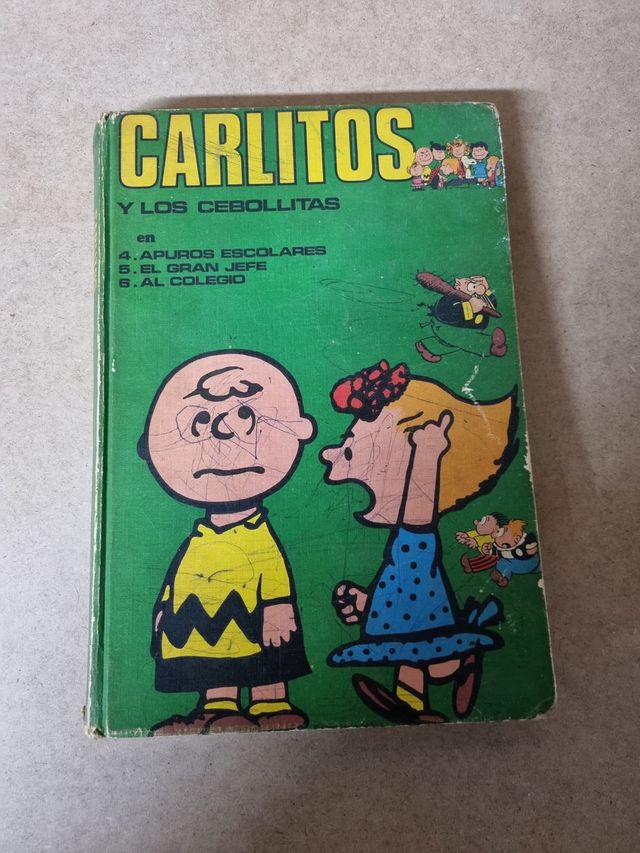 CARLITOS
Y LOS CEBOLLITAS
en
4. APUROS ESCOLARES
5. EL GRAN JEFE
6. AL COLEGIO